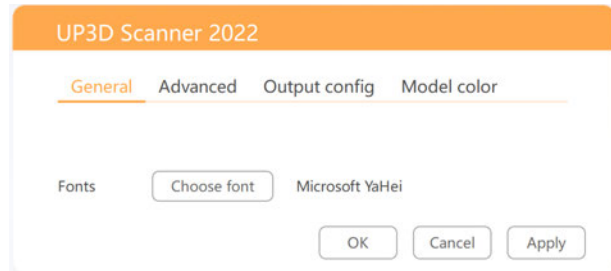 UP3D Scanner 2022
General Advanced Output config Model color
Fonts Choose font Microsoft YaHei
OK Cancel Apply